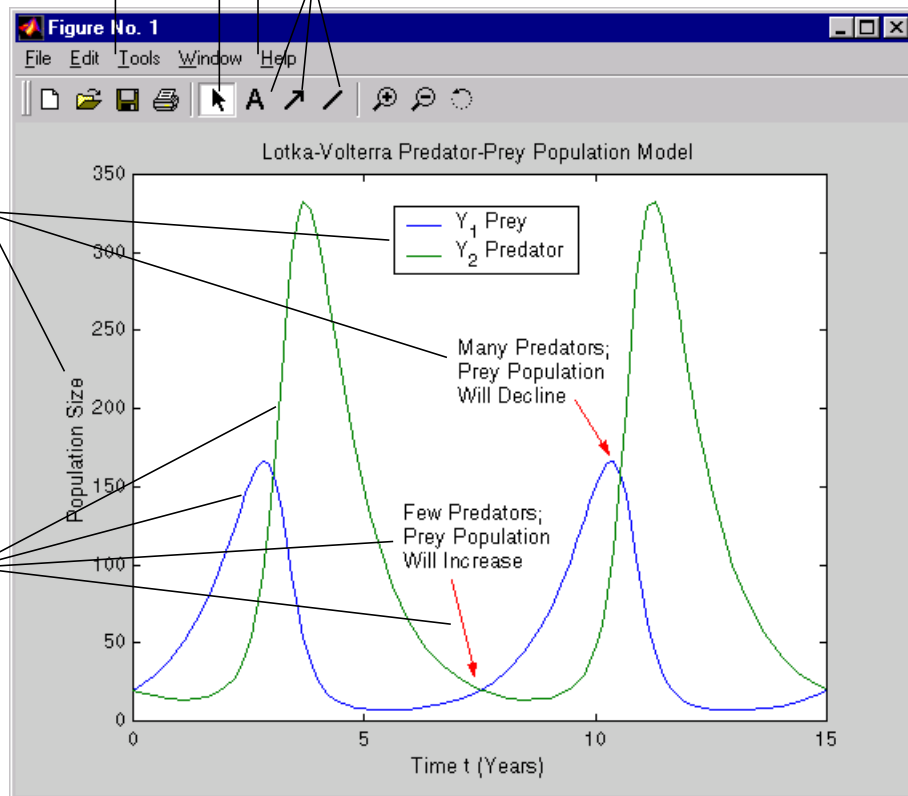 Figure No. 1
File Edit Tools Window Help
A
Lotka-Volterra Predator-Prey Population Model
350
300
250
200
150
100
50
0
Population Size
Y1 Prey
Y2 Predator
Many Predators;
Prey Population
Will Decline
Few Predators;
Prey Population
Will Increase
0 5 10 15
Time t (Years)